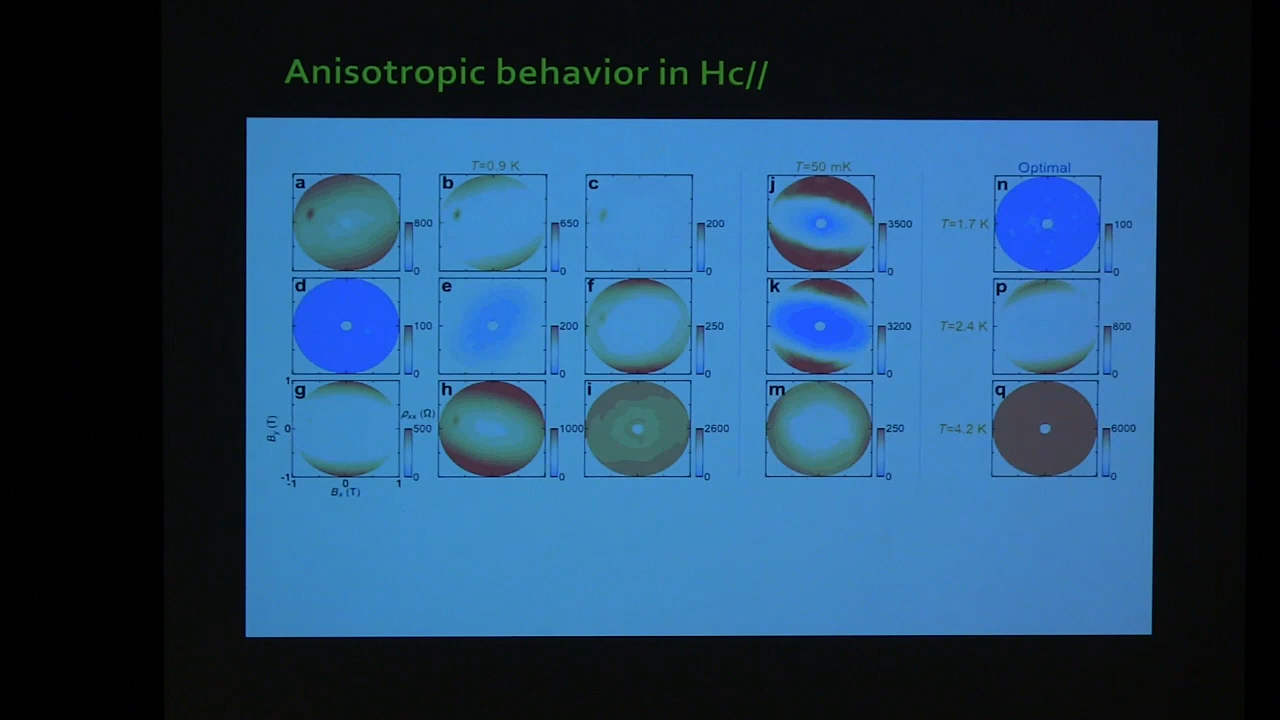 Anisotropic behavior in Hc//
T=0.9 K
T=50 mK
Optimal
a
800
0
b
650
0
c
200
0
j
3500
0
T=1.7 K
n
100
0
d
100
0
e
200
0
f
250
0
k
3200
0
T=2.4 K
p
800
0
g
1
0
-1
By (T)
-1
0
1
Bx (T)
ρxx (Ω)
500
0
h
1000
0
i
2600
0
m
250
0
T=4.2 K
q
6000
0